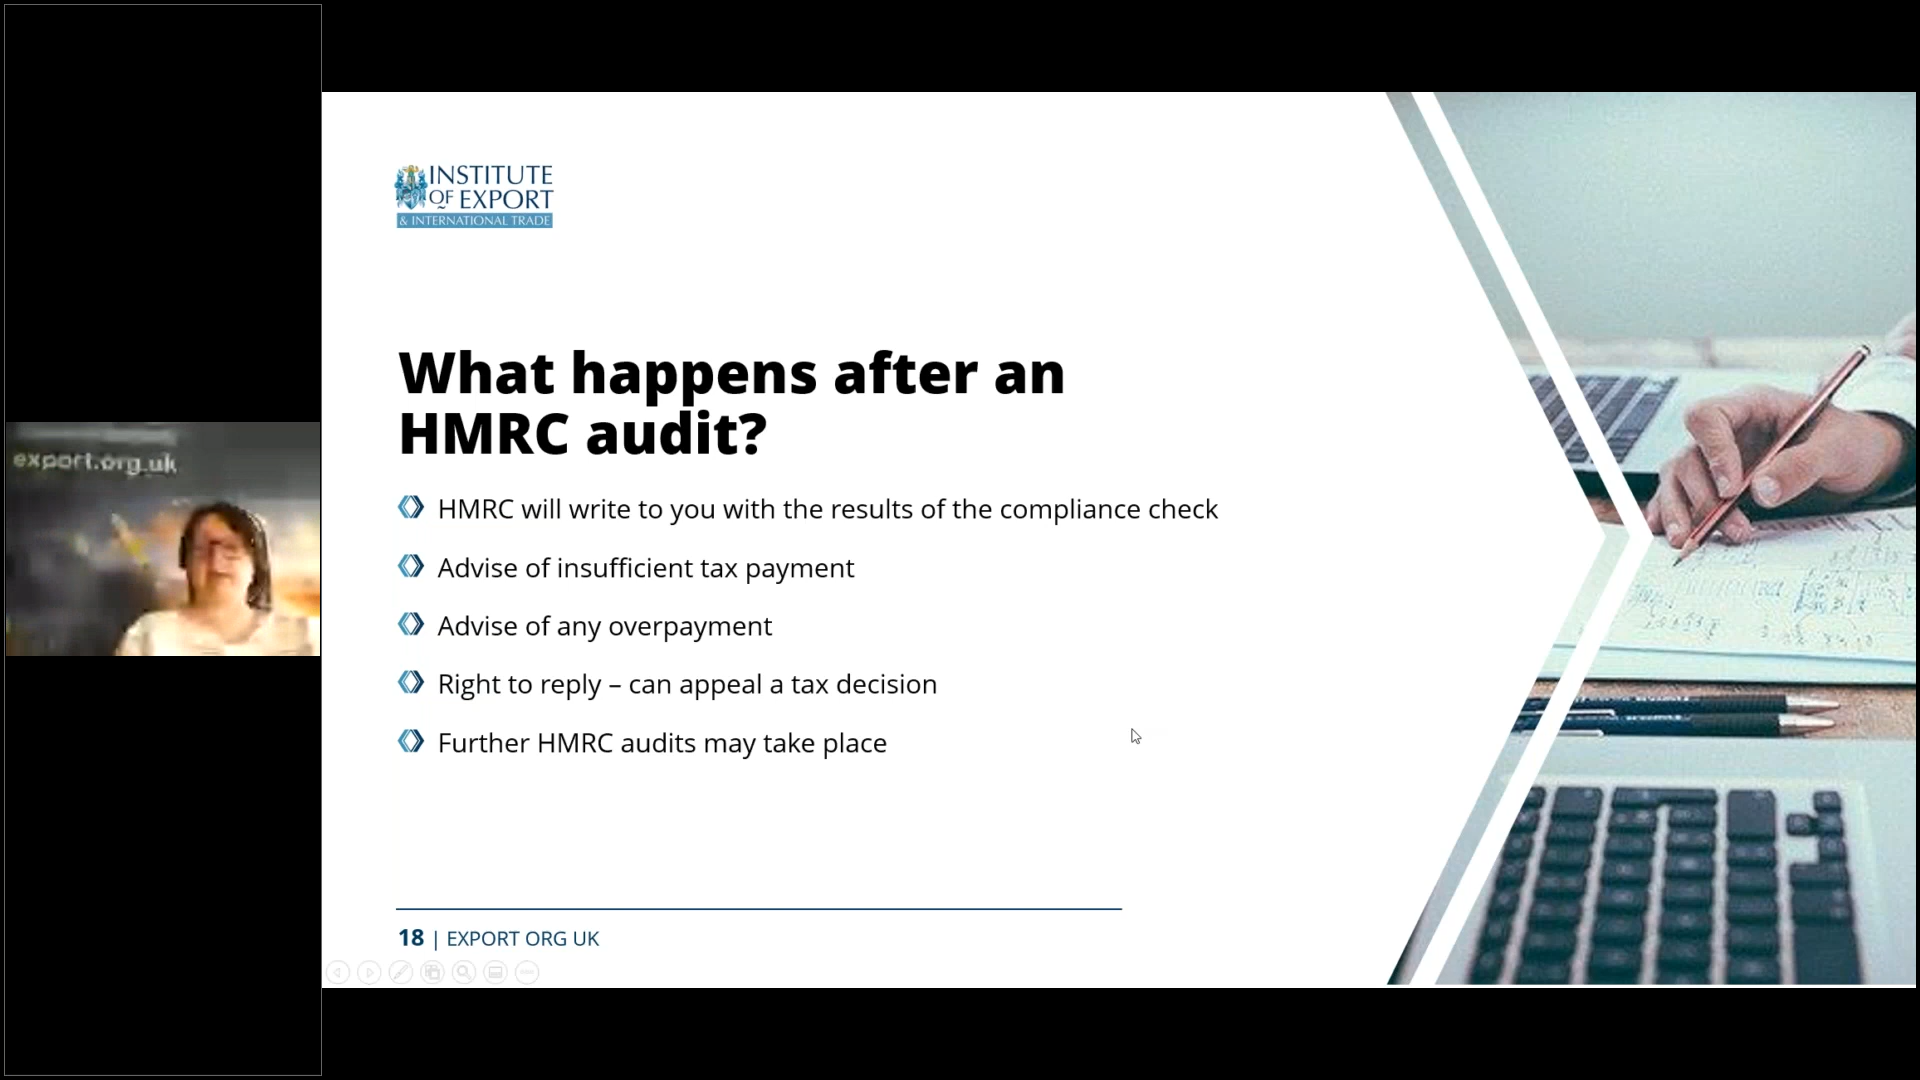 export.org.uk
INSTITUTE
OF EXPORT
& INTERNATIONAL TRADE
What happens after an
HMRC audit?
HMRC will write to you with the results of the compliance check
Advise of insufficient tax payment
Advise of any overpayment
Right to reply – can appeal a tax decision
Further HMRC audits may take place
18 | EXPORT ORG UK